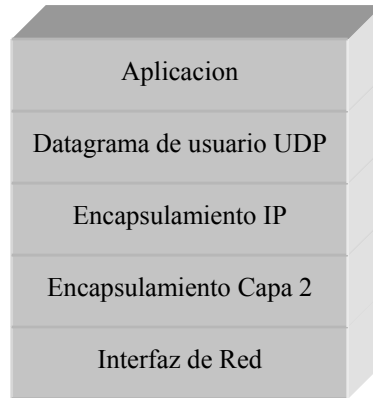 Aplicacion
Datagrama de usuario UDP
Encapsulamiento IP
Encapsulamiento Capa 2
Interfaz de Red